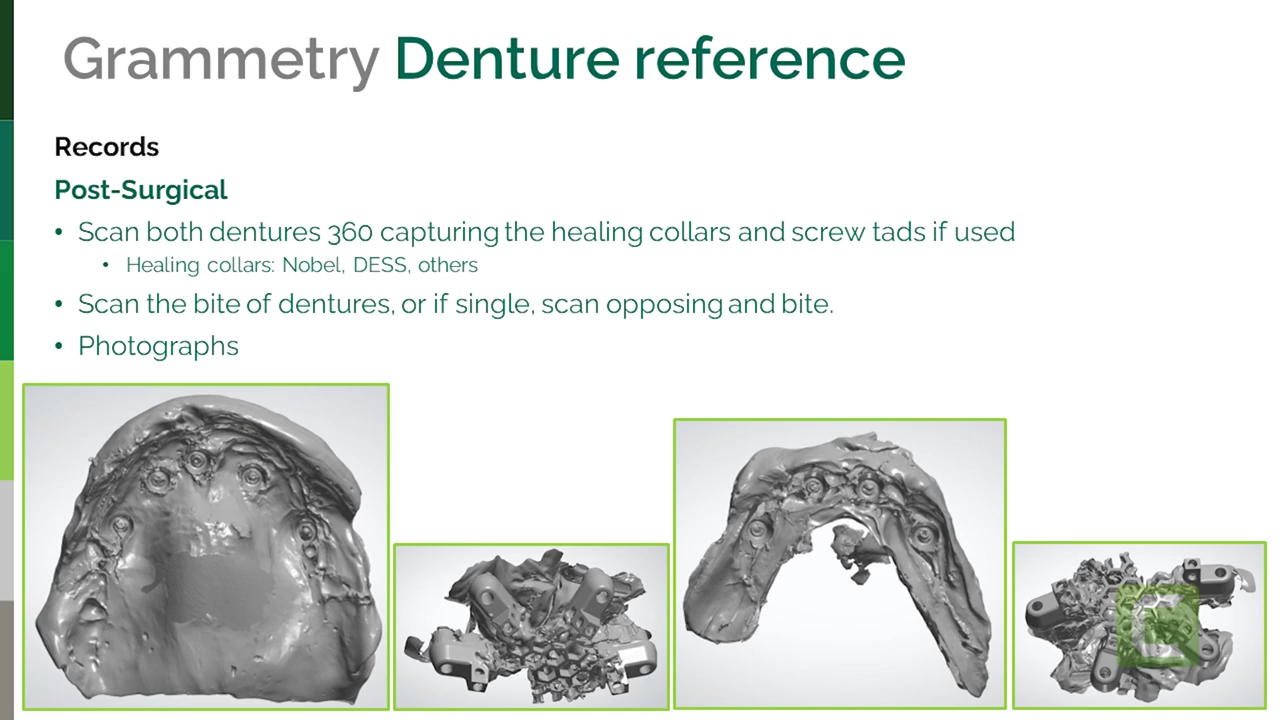 Grammetry Denture reference
Records
Post-Surgical
• Scan both dentures 360 capturing the healing collars and screw tads if used
• Healing collars: Nobel, DESS, others
• Scan the bite of dentures, or if single, scan opposing and bite.
• Photographs